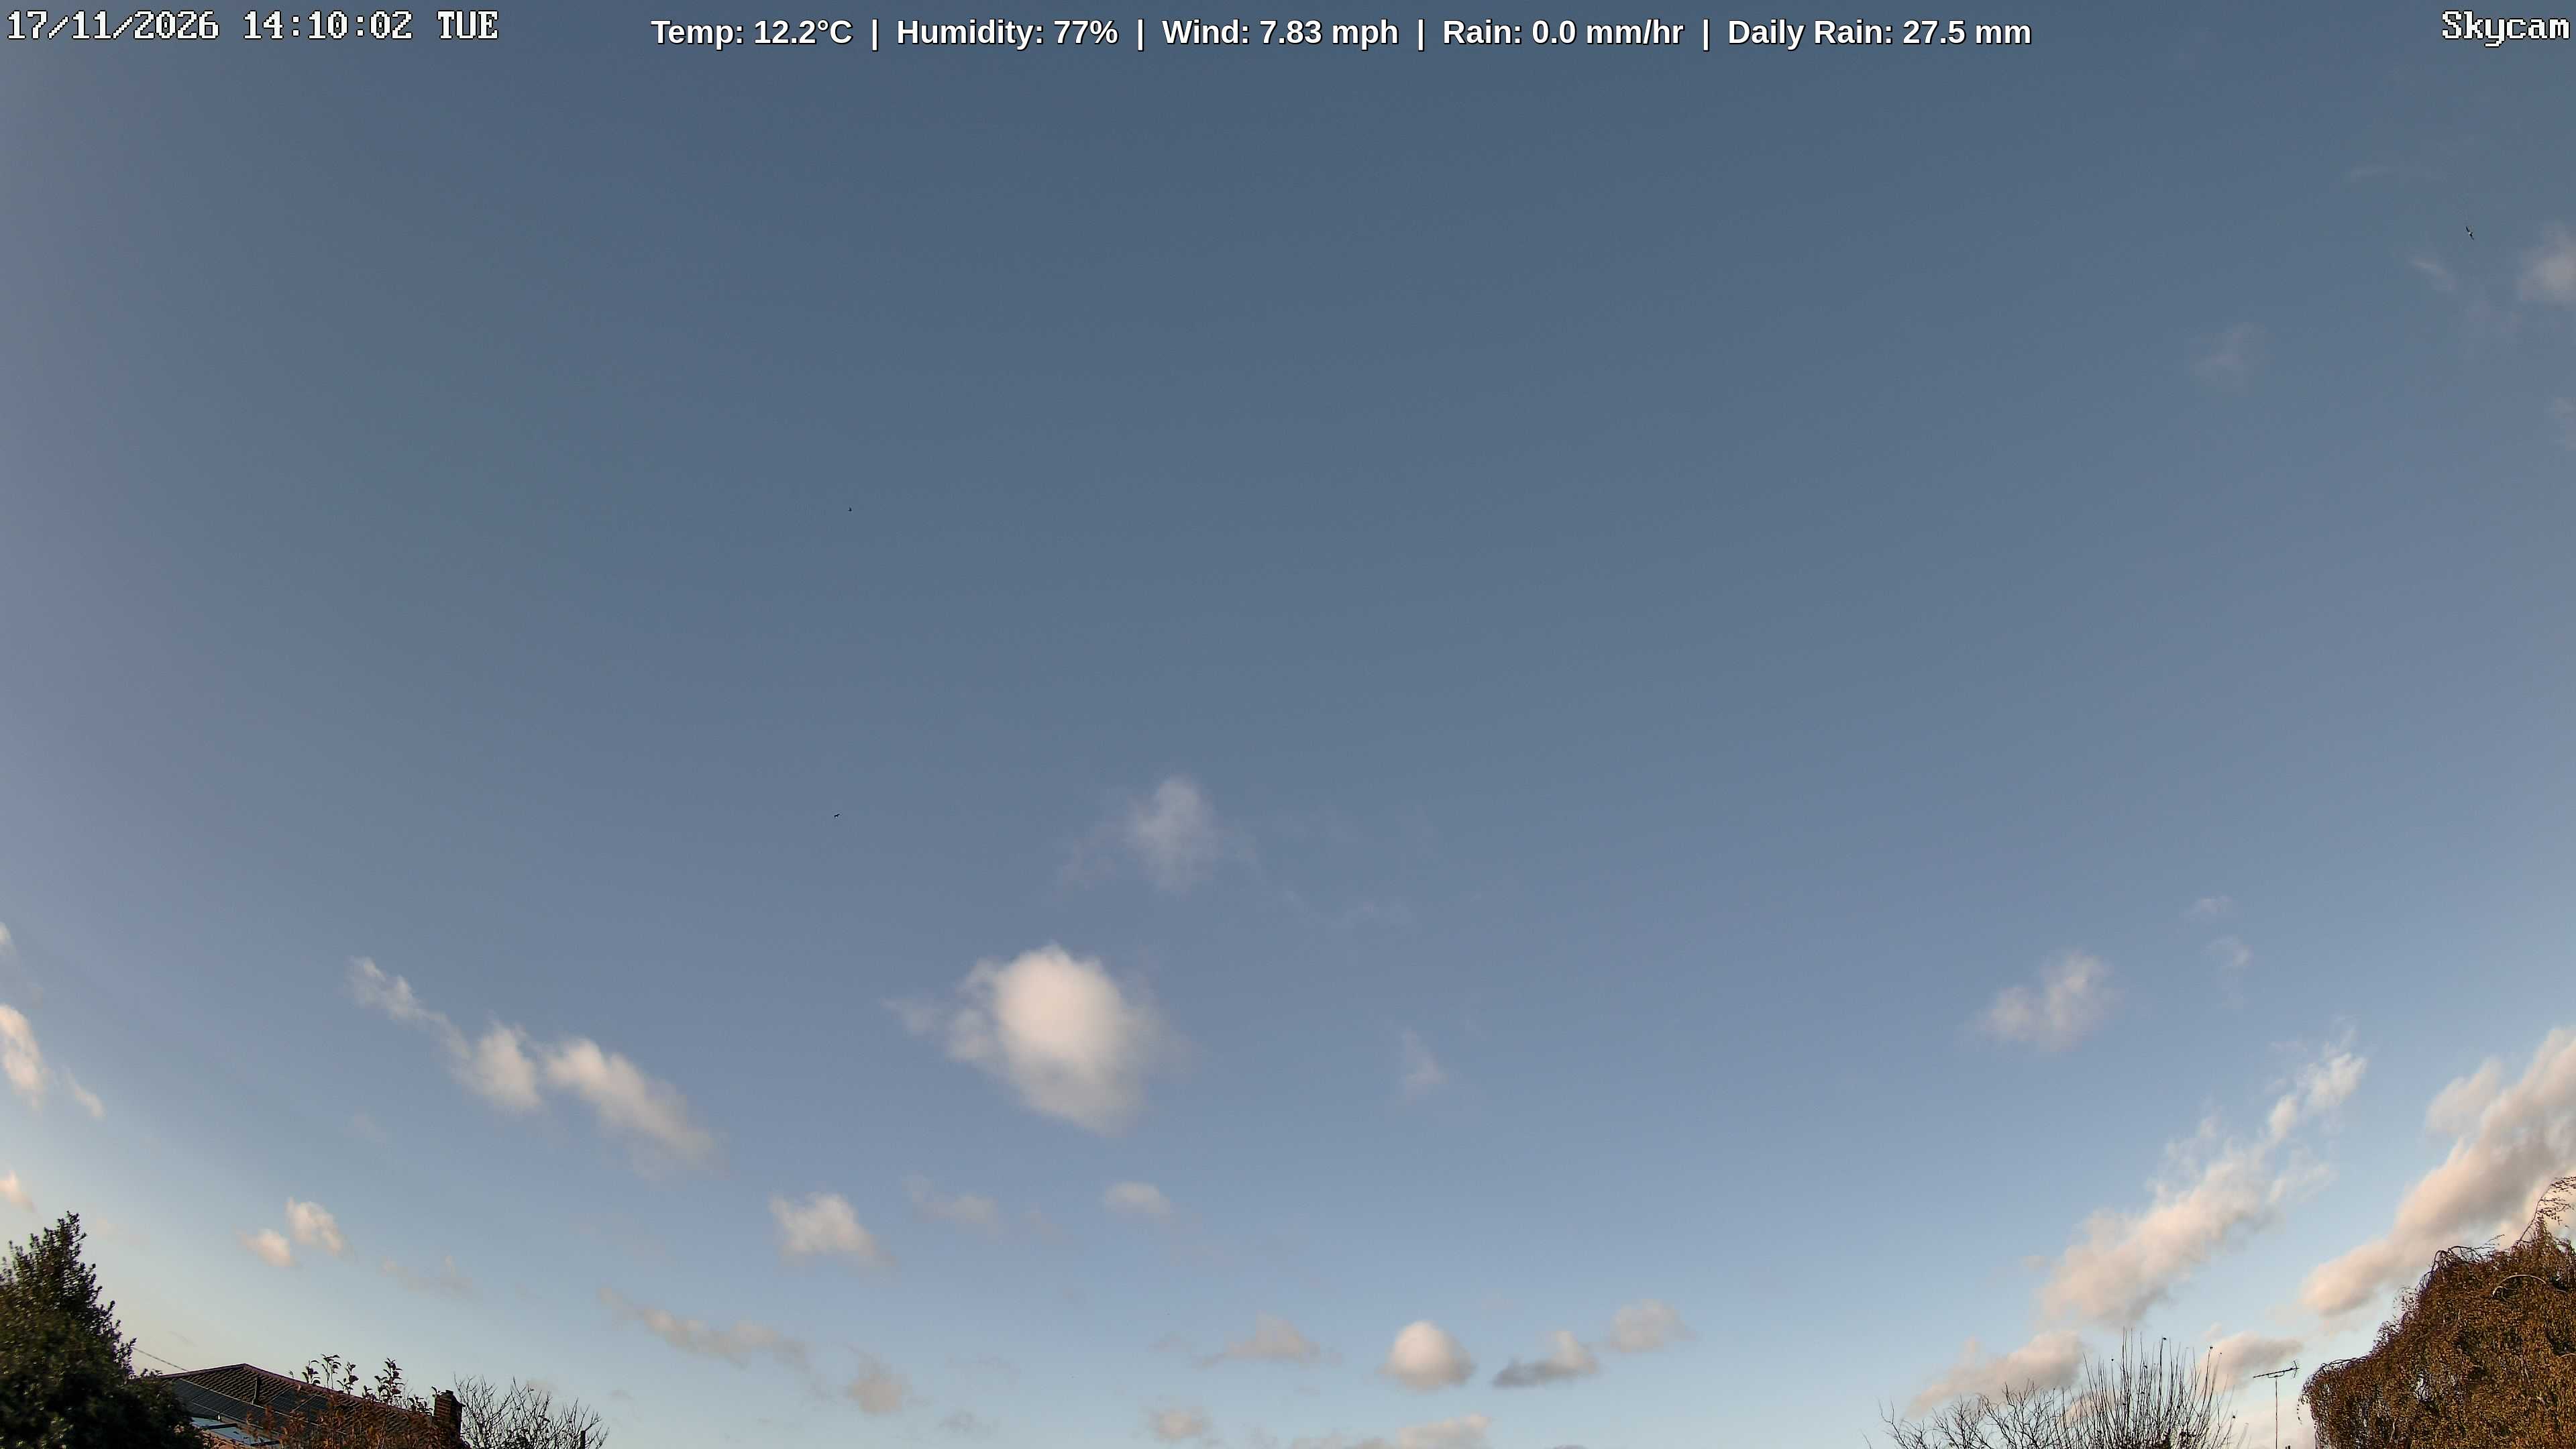 17/11/2026 14:10:02 TUE
Temp: 12.2°C | Humidity: 77% | Wind: 7.83 mph | Rain: 0.0 mm/hr | Daily Rain: 27.5 mm
Skycam